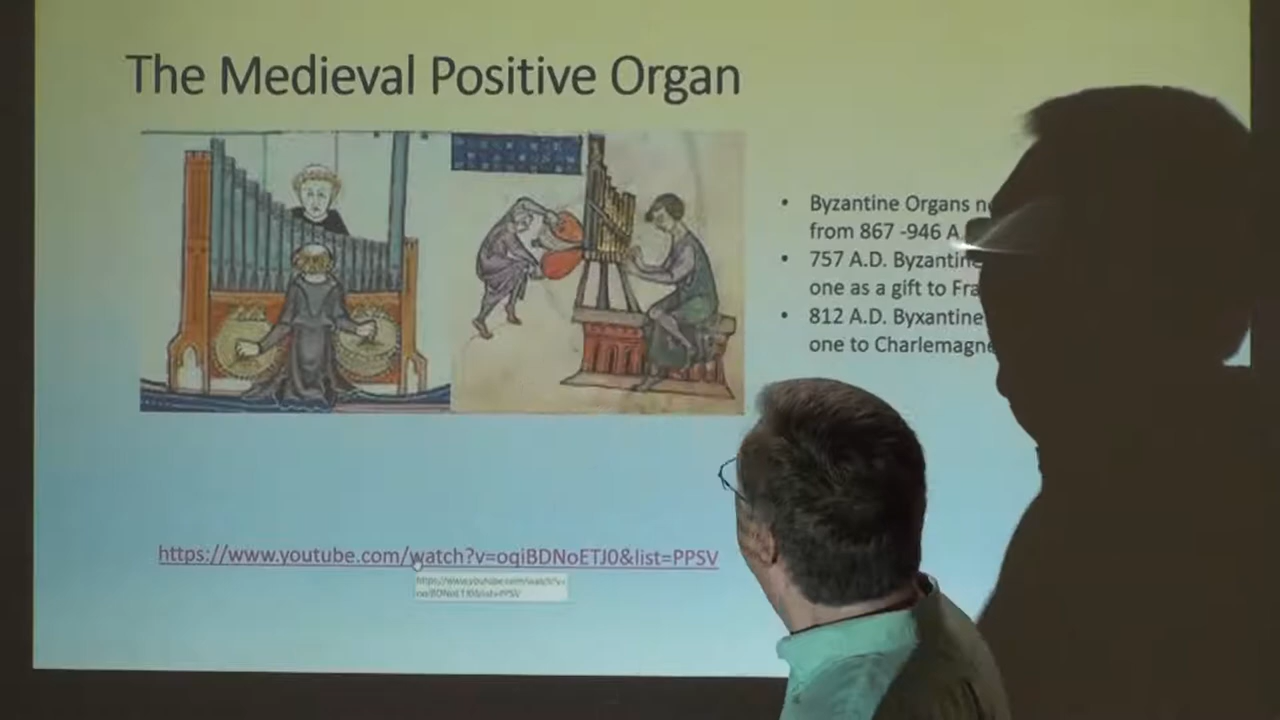 The Medieval Positive Organ
• Byzantine Organs
from 867 -946 A
• 757 A.D. Byzantine
one as a gift to
• 812 A.D. Byxantine
one to Charlemagne
https://www.youtube.com/watch?v=oqiBDNoETJ0&list=PPSV